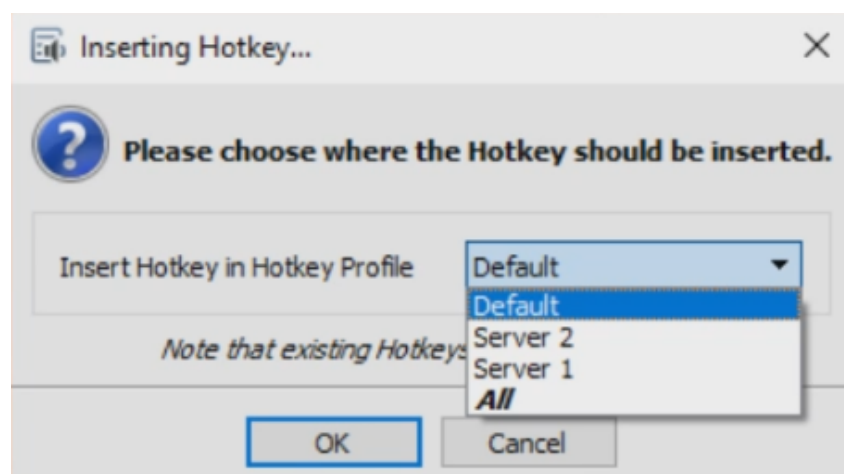 Inserting Hotkey...
Please choose where the Hotkey should be inserted.
Insert Hotkey in Hotkey Profile Default
Default
Server 2
Note that existing Hotkeys
Server 1
All
OK Cancel